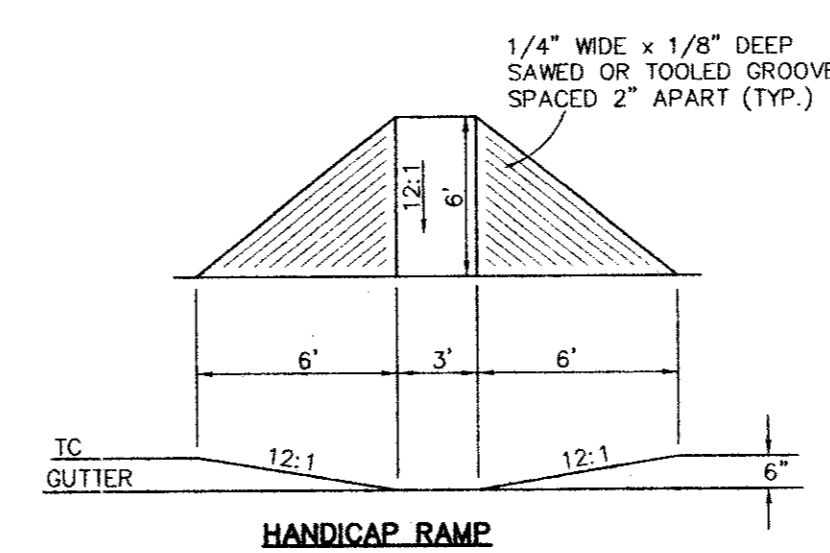 1/4" WIDE x 1/8" DEEP
SAWED OR TOOLED GROOVE
SPACED 2" APART (TYP.)
12:1
6'
6'
3'
6'
TC
12:1
12:1
GUTTER
6"
HANDICAP RAMP